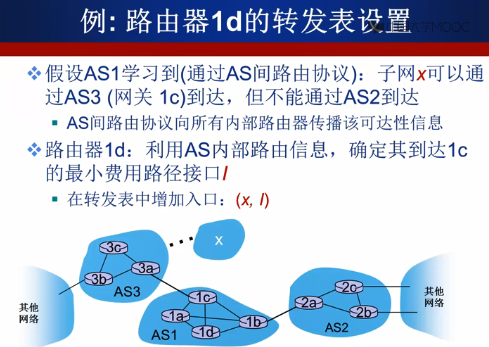 例: 路由器1d的转发表设置
假设AS1学习到(通过AS间路由协议)：子网x可以通
过AS3 (网关 1c)到达，但不能通过AS2到达
AS间路由协议向所有内部路由器传播该可达性信息
路由器1d：利用AS内部路由信息，确定其到达1c
的最小费用路径接口I
在转发表中增加入口：(x, I)
x
3c
3a
3b
AS3
其他
网络
1c
1a
1d
1b
AS1
2c
2a
2b
AS2
其他
网络